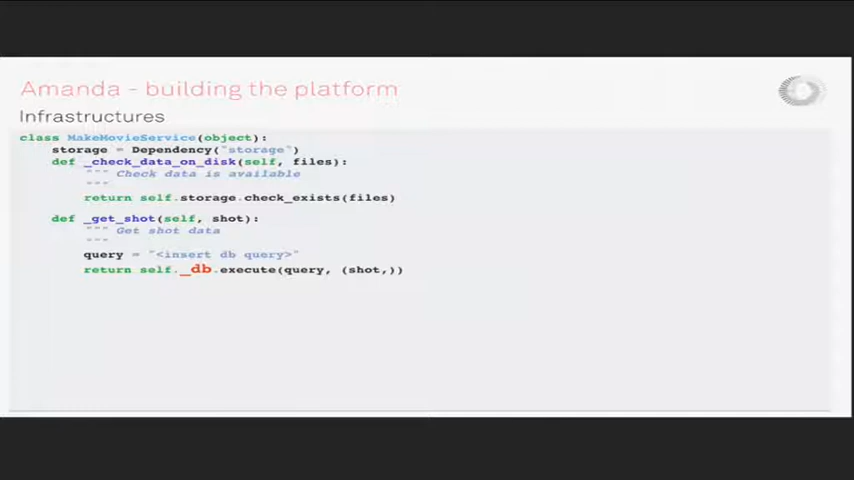 Amanda - building the platform
Infrastructures
class MakeMovieService(object):
storage = Dependency("storage")
def _check_data_on_disk(self, files):
""" Check data is available
"""
return self.storage.check_exists(files)
def _get_shot(self, shot):
""" Get shot data
"""
query = "<insert db query>"
return self._db.execute(query, (shot,))